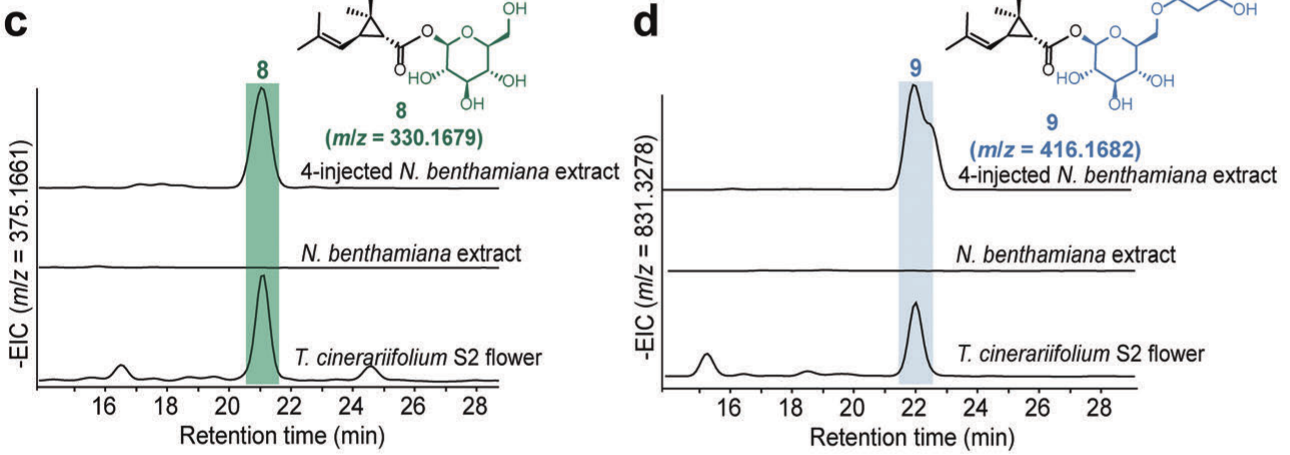 c
OH
O
O
O
HO
OH
OH
8
8
(m/z = 330.1679)
4-injected N. benthamiana extract
N. benthamiana extract
T. cinerariifolium S2 flower
-EIC (m/z = 375.1661)
16 18 20 22 24 26 28
Retention time (min)
d
O
OH
O
O
O
HO
OH
OH
9
9
(m/z = 416.1682)
4-injected N. benthamiana extract
N. benthamiana extract
T. cinerariifolium S2 flower
-EIC (m/z = 831.3278)
16 18 20 22 24 26 28
Retention time (min)